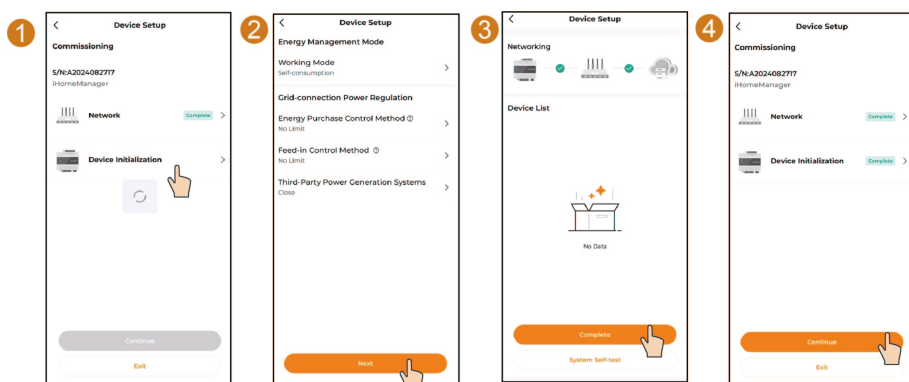 1
Device Setup
Commissioning
S/N:A2024082717
iHomeManager
Network
Complete
Device Initialization
Continue
Exit
2
Device Setup
Energy Management Mode
Working Mode
Self-consumption
Grid-connection Power Regulation
Energy Purchase Control Method ?
No Limit
Feed-in Control Method ?
No Limit
Third-Party Power Generation Systems
Close
Next
3
Device Setup
Networking
Device List
No Data
Complete
System Self-test
4
Device Setup
Commissioning
S/N:A2024082717
iHomeManager
Network
Complete
Device Initialization
Complete
Continue
Exit